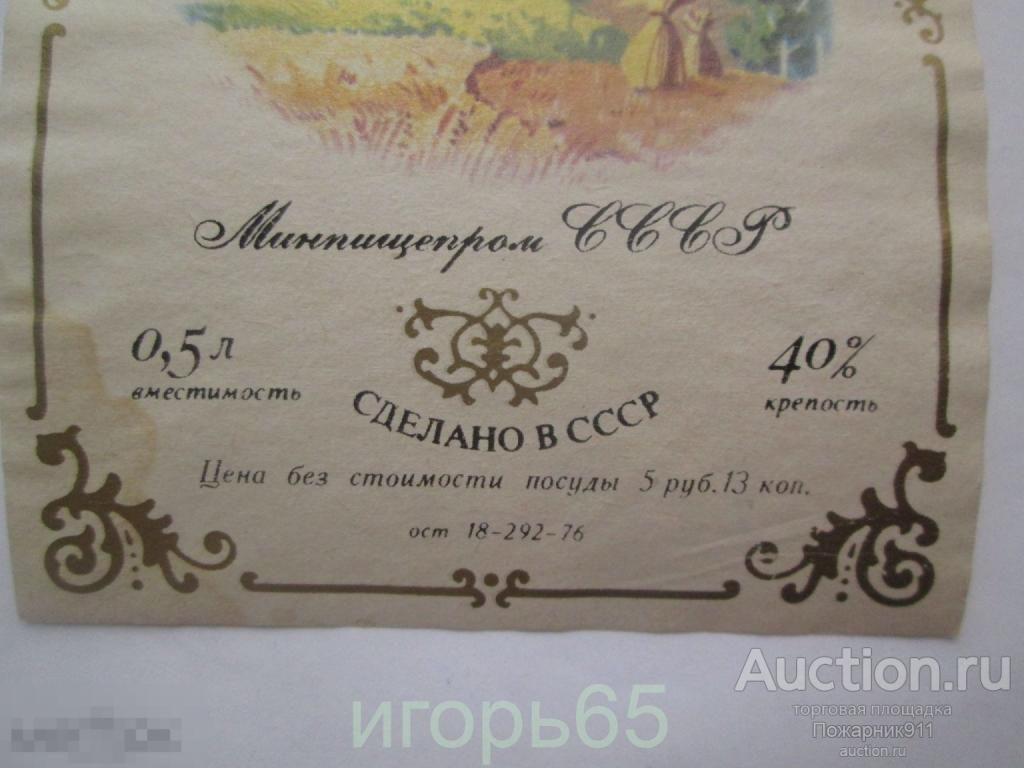 Минпищепром СССР
0,5 л
вместимость
40%
крепость
СДЕЛАНО В СССР
Цена без стоимости посуды 5 руб. 13 коп.
ост 18-292-76
Auction.ru
торговая площадка
Пожарник911
auction.ru
игорь65